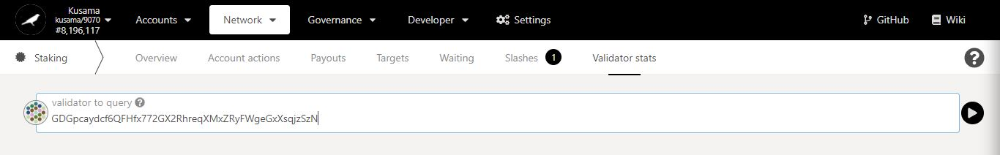 Kusama
kusama/9070
#8,196,117
Accounts
Network
Governance
Developer
Settings
GitHub
Wiki
Staking
Overview
Account actions
Payouts
Targets
Waiting
Slashes 1
Validator stats
?
validator to query ?
GDGpcaydcf6QFHfx772GX2RhreqXMxZRyFWgeGxXsqjzSzN